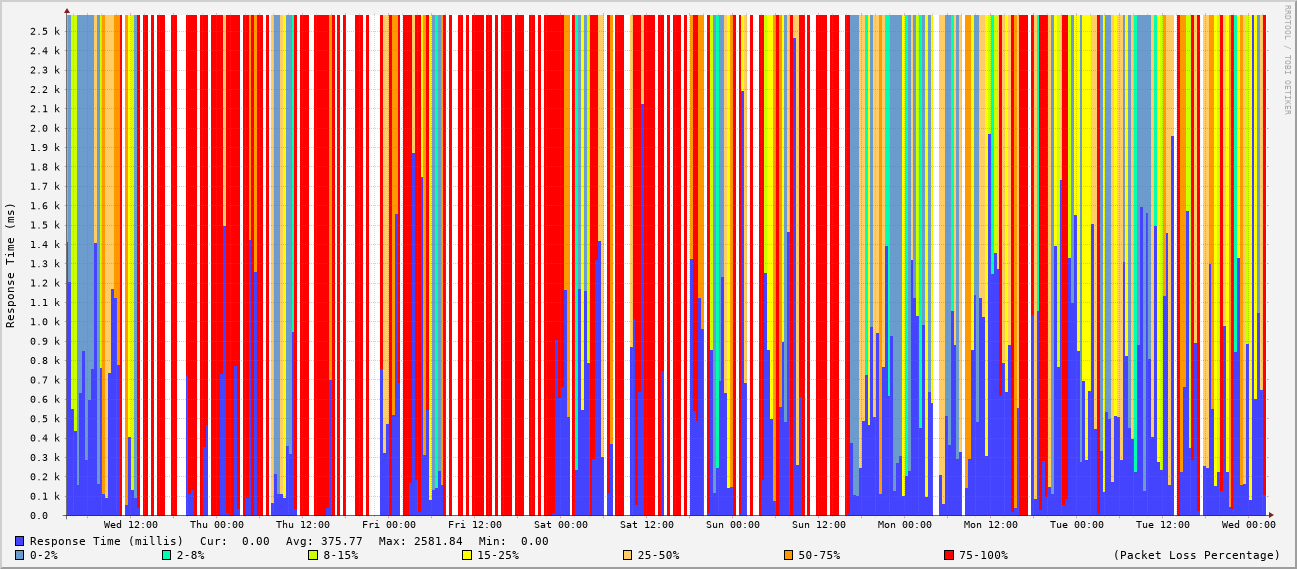 RRDTOOL / TOBI OETIKER
Response Time (ms)
2.5 k
2.4 k
2.3 k
2.2 k
2.1 k
2.0 k
1.9 k
1.8 k
1.7 k
1.6 k
1.5 k
1.4 k
1.3 k
1.2 k
1.1 k
1.0 k
0.9 k
0.8 k
0.7 k
0.6 k
0.5 k
0.4 k
0.3 k
0.2 k
0.1 k
0.0
Wed 12:00 Thu 00:00 Thu 12:00 Fri 00:00 Fri 12:00 Sat 00:00 Sat 12:00 Sun 00:00 Sun 12:00 Mon 00:00 Mon 12:00 Tue 00:00 Tue 12:00 Wed 00:00
Response Time (millis) Cur: 0.00 Avg: 375.77 Max: 2581.84 Min: 0.00
0-2% 2-8% 8-15% 15-25% 25-50% 50-75% 75-100% (Packet Loss Percentage)